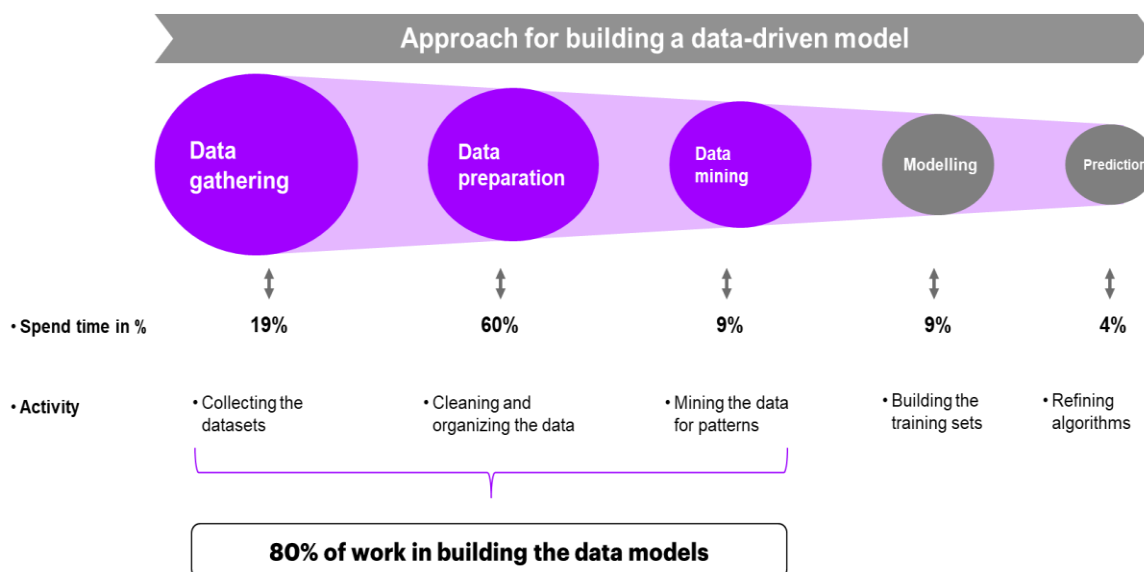 Approach for building a data-driven model
Data
gathering
Data
preparation
Data
mining
Modelling
Prediction
• Spend time in %
19%
60%
9%
9%
4%
• Activity
• Collecting the
datasets
• Cleaning and
organizing the data
• Mining the data
for patterns
• Building the
training sets
• Refining
algorithms
80% of work in building the data models